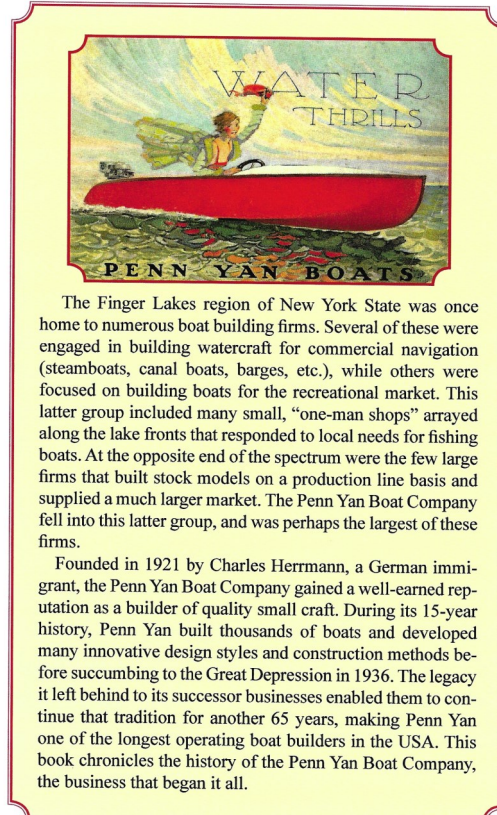 WATER
THRILLS
PENN YAN BOATS
The Finger Lakes region of New York State was once
home to numerous boat building firms. Several of these were
engaged in building watercraft for commercial navigation
(steamboats, canal boats, barges, etc.), while others were
focused on building boats for the recreational market. This
latter group included many small, “one-man shops” arrayed
along the lake fronts that responded to local needs for fishing
boats. At the opposite end of the spectrum were the few large
firms that built stock models on a production line basis and
supplied a much larger market. The Penn Yan Boat Company
fell into this latter group, and was perhaps the largest of these
firms.
Founded in 1921 by Charles Herrmann, a German immi-
grant, the Penn Yan Boat Company gained a well-earned rep-
utation as a builder of quality small craft. During its 15-year
history, Penn Yan built thousands of boats and developed
many innovative design styles and construction methods be-
fore succumbing to the Great Depression in 1936. The legacy
it left behind to its successor businesses enabled them to con-
tinue that tradition for another 65 years, making Penn Yan
one of the longest operating boat builders in the USA. This
book chronicles the history of the Penn Yan Boat Company,
the business that began it all.